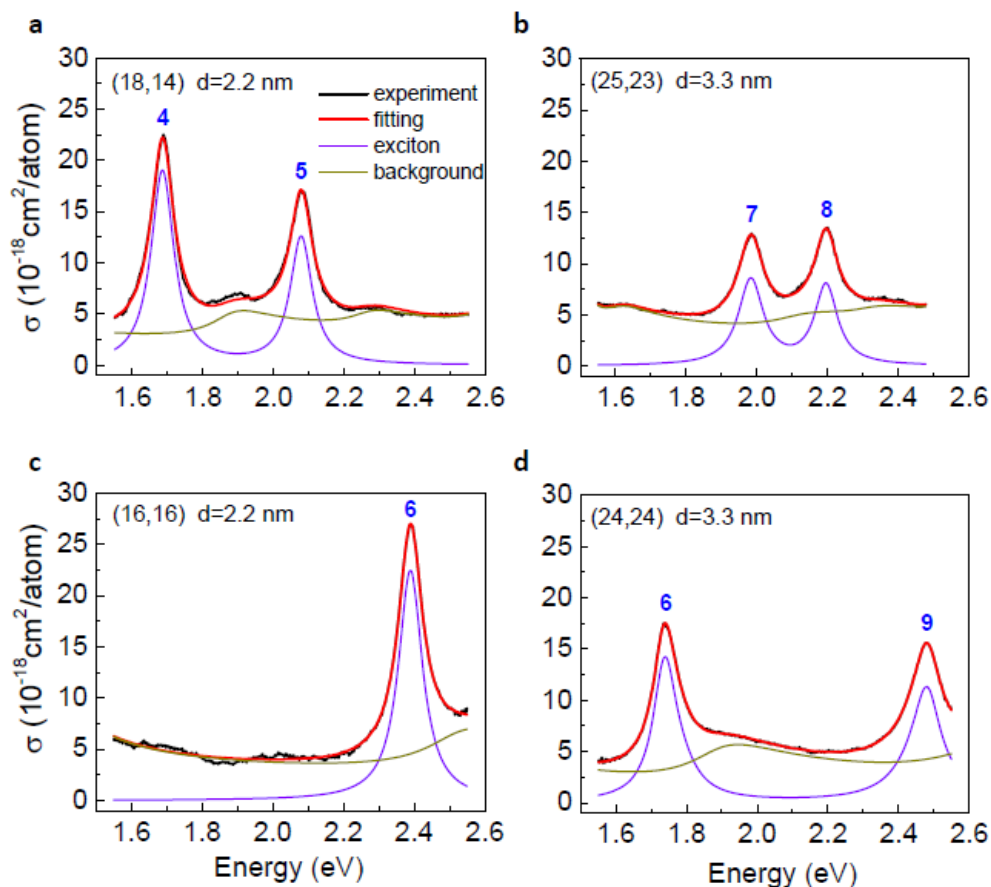 a
(18,14) d=2.2 nm
experiment
fitting
exciton
background
4
5
30
25
20
15
10
5
0
σ (10⁻¹⁸cm²/atom)
1.6 1.8 2.0 2.2 2.4 2.6
b
(25,23) d=3.3 nm
7
8
30
25
20
15
10
5
0
1.6 1.8 2.0 2.2 2.4 2.6
c
(16,16) d=2.2 nm
6
30
25
20
15
10
5
0
σ (10⁻¹⁸cm²/atom)
1.6 1.8 2.0 2.2 2.4 2.6
Energy (eV)
d
(24,24) d=3.3 nm
6
9
30
25
20
15
10
5
0
1.6 1.8 2.0 2.2 2.4 2.6
Energy (eV)